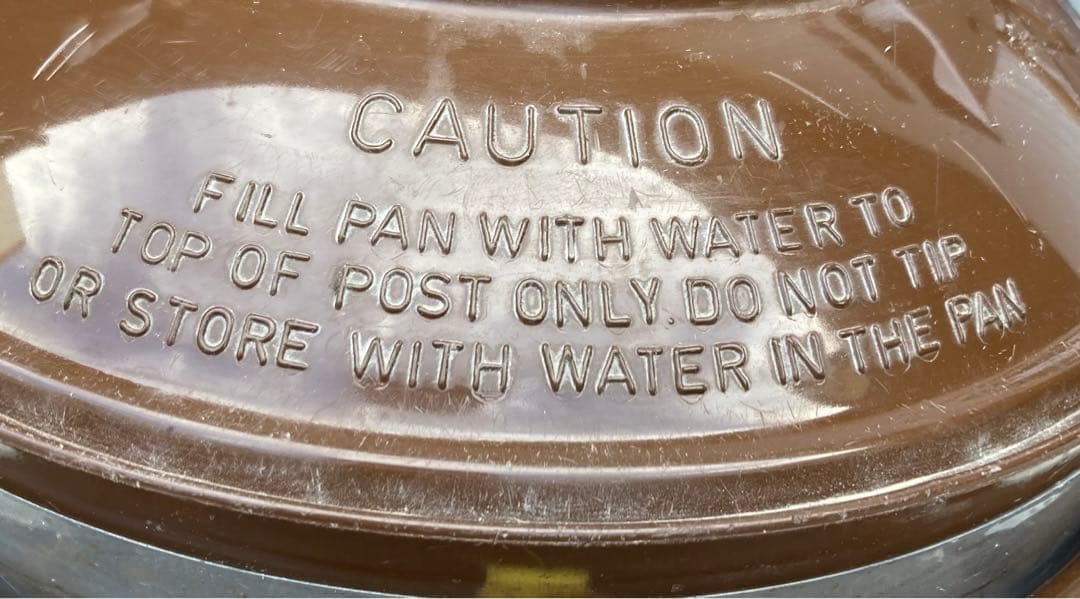 CAUTION
FILL PAN WITH WATER TO
TOP OF POST ONLY. DO NOT TIP
OR STORE WITH WATER IN THE PAN